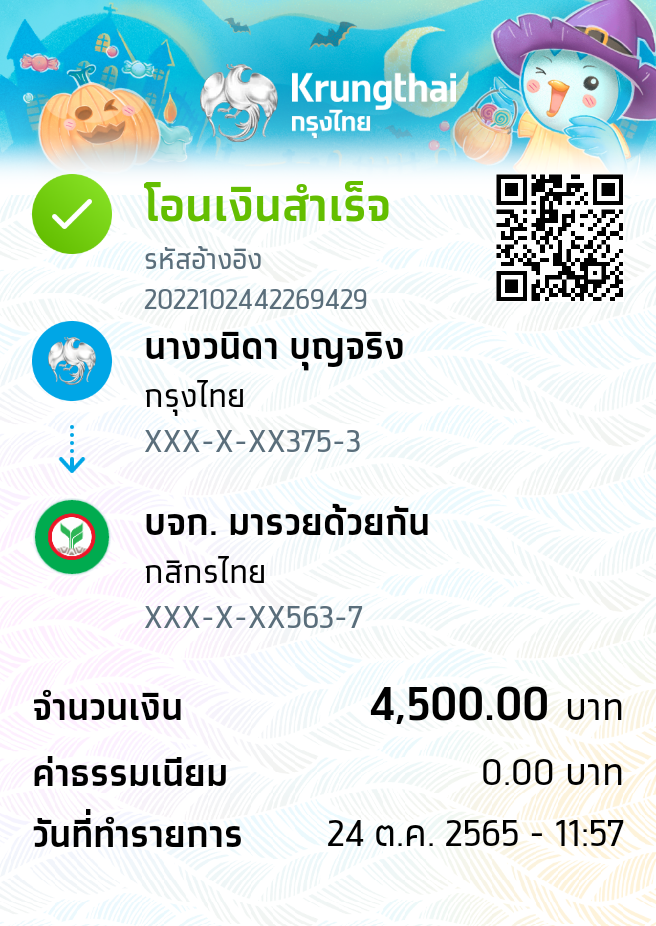 Krungthai
กรุงไทย
โอนเงินสำเร็จ
รหัสอ้างอิง
2022102442269429
นางวนิดา บุญจริง
กรุงไทย
XXX-X-XX375-3
บจก. มารวยด้วยกัน
กสิกรไทย
XXX-X-XX563-7
จำนวนเงิน 4,500.00 บาท
ค่าธรรมเนียม 0.00 บาท
วันที่ทำรายการ 24 ต.ค. 2565 - 11:57